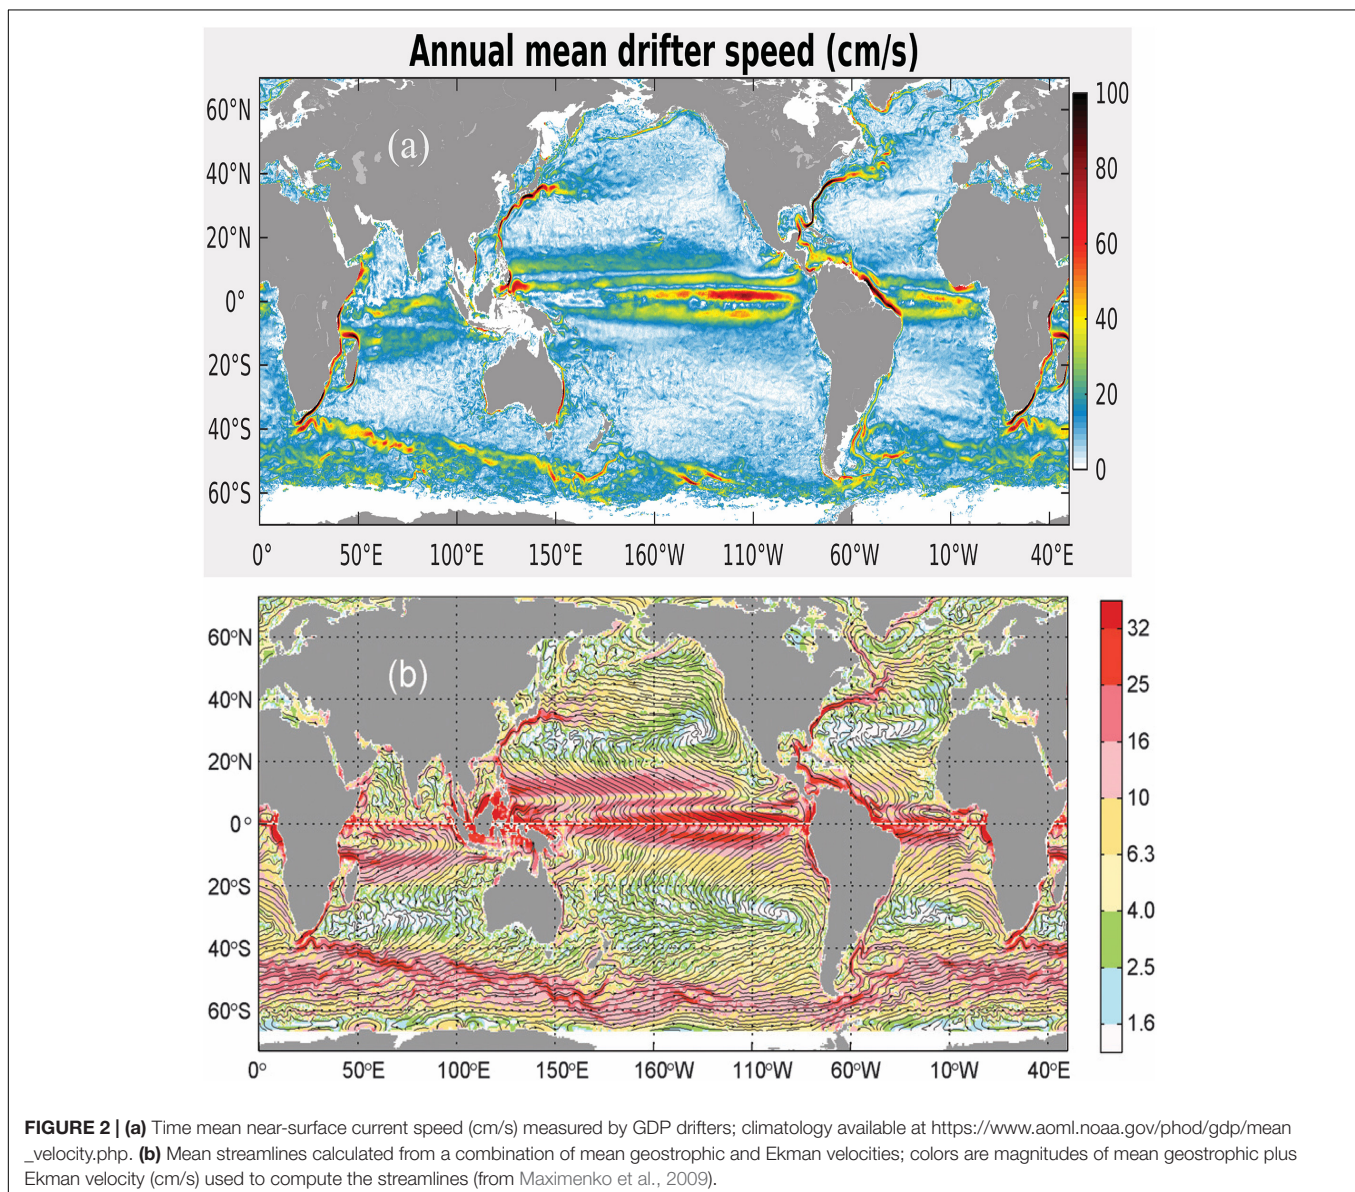 Annual mean drifter speed (cm/s)
(a)
60°N
40°N
20°N
0°
20°S
40°S
60°S
0° 50°E 100°E 150°E 160°W 110°W 60°W 10°W 40°E
100
80
60
40
20
0
(b)
60°N
40°N
20°N
0°
20°S
40°S
60°S
0° 50°E 100°E 150°E 160°W 110°W 60°W 10°W 40°E
32
25
16
10
6.3
4.0
2.5
1.6
FIGURE 2 | (a) Time mean near-surface current speed (cm/s) measured by GDP drifters; climatology available at https://www.aoml.noaa.gov/phod/gdp/mean
_velocity.php. (b) Mean streamlines calculated from a combination of mean geostrophic and Ekman velocities; colors are magnitudes of mean geostrophic plus
Ekman velocity (cm/s) used to compute the streamlines (from Maximenko et al., 2009).